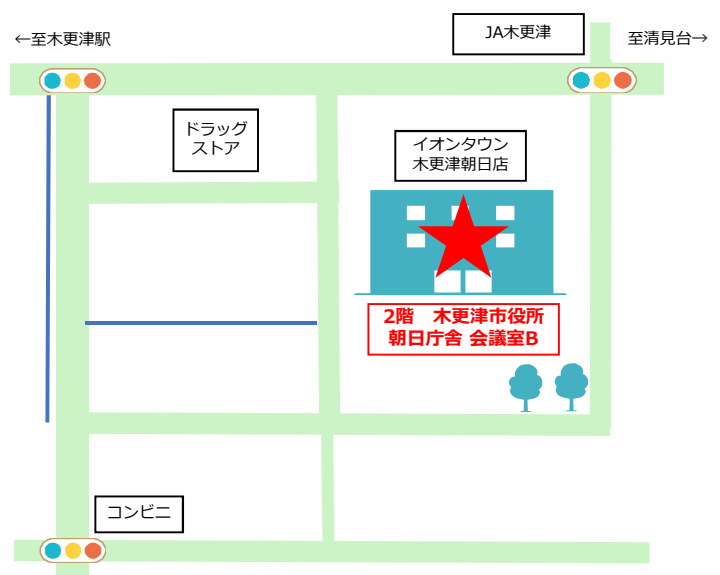 ←至木更津駅
JA木更津
至清見台→
ドラッグ
ストア
イオンタウン
木更津朝日店
2階　木更津市役所
朝日庁舎 会議室B
コンビニ